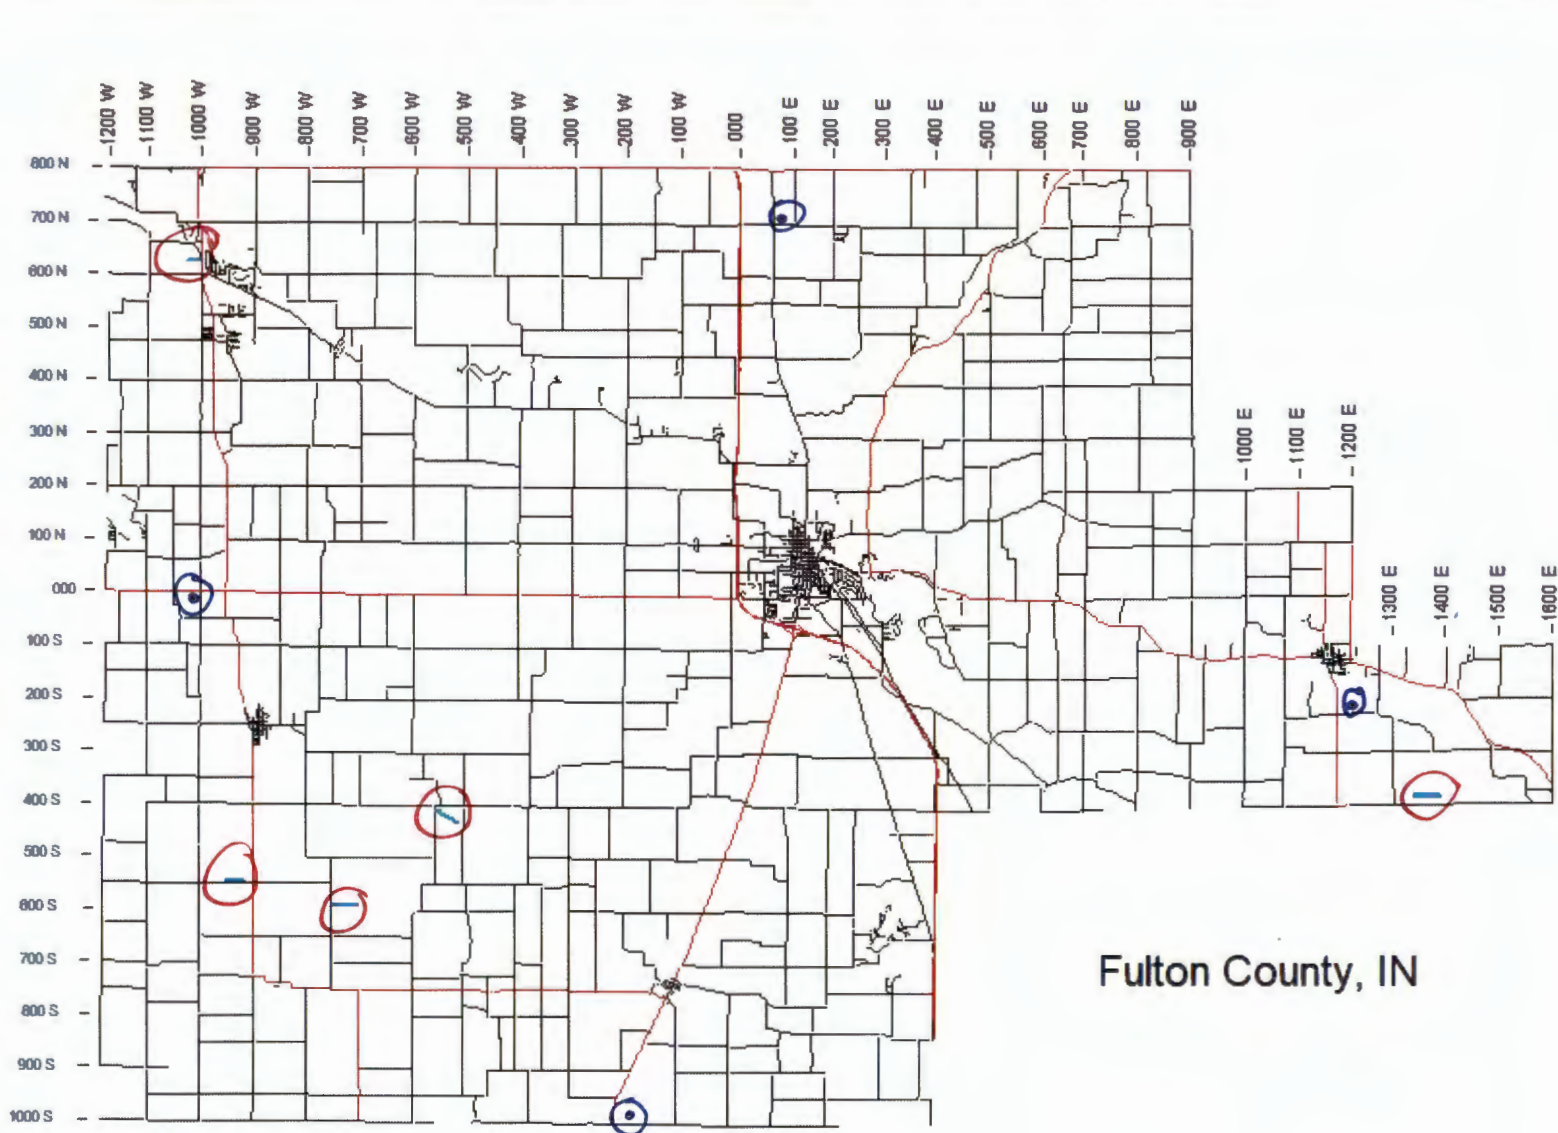 1200 W
1100 W
1000 W
900 W
800 W
700 W
600 W
500 W
400 W
300 W
200 W
100 W
000
100 E
200 E
300 E
400 E
500 E
600 E
700 E
800 E
900 E
800 N
700 N
600 N
500 N
400 N
300 N
200 N
100 N
000
100 S
200 S
300 S
400 S
500 S
600 S
700 S
800 S
900 S
1000 S
1000 E
1100 E
1200 E
1300 E
1400 E
1500 E
1600 E
Fulton County, IN